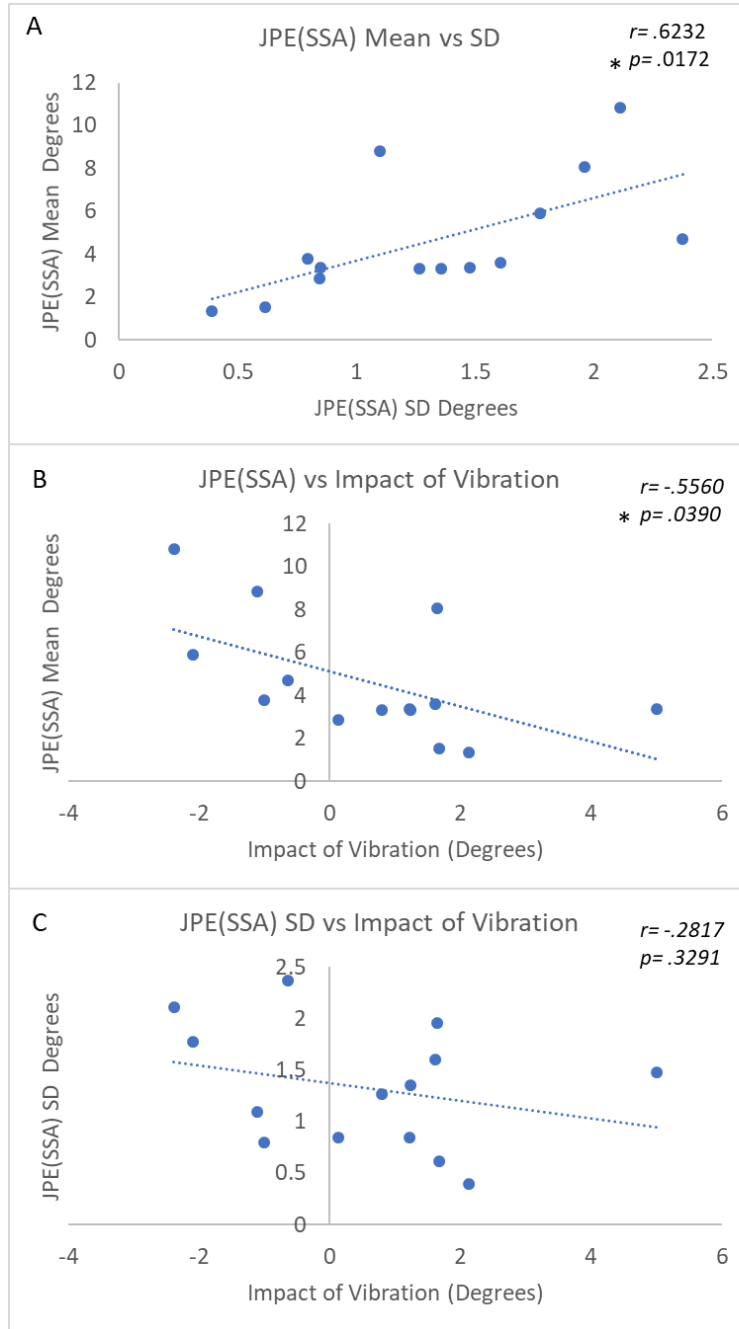 A
JPE(SSA) Mean vs SD
r= .6232
* p= .0172
JPE(SSA) Mean Degrees
12
10
8
6
4
2
0
0 0.5 1 1.5 2 2.5
JPE(SSA) SD Degrees
B
JPE(SSA) vs Impact of Vibration
r= -.5560
* p= .0390
JPE(SSA) Mean Degrees
12
10
8
6
4
2
0
-4 -2 0 2 4 6
Impact of Vibration (Degrees)
C
JPE(SSA) SD vs Impact of Vibration
r= -.2817
p= .3291
JPE(SSA) SD Degrees
2.5
2
1.5
1
0.5
0
-4 -2 0 2 4 6
Impact of Vibration (Degrees)